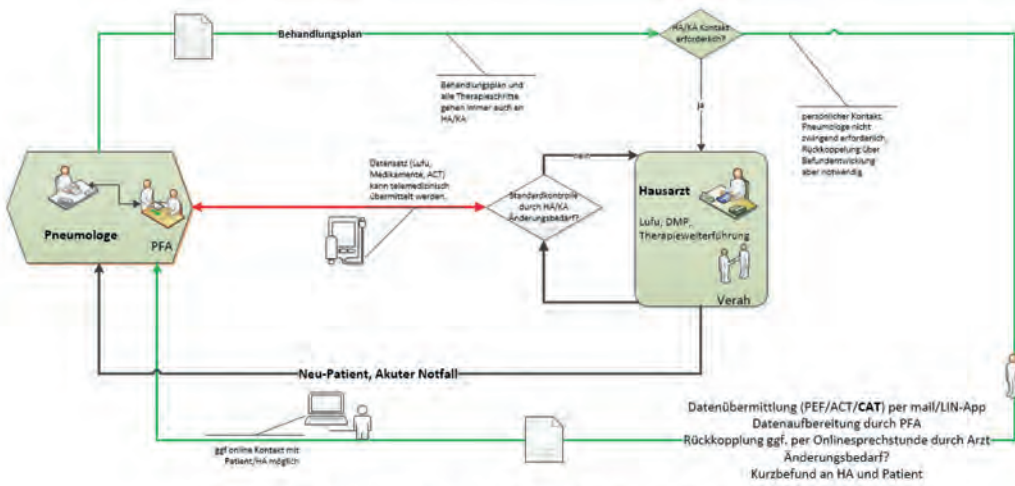 Behandlungsplan
HA/KA Kontakt
erforderlich?
Behandlungsplan und
alle Therapieschritte
gehen immer auch an
HA/KA
ja
persönlicher Kontakt
Pneumologe nicht
zwingend erforderlich,
Rückkoppelung über
Befundentwicklung
aber notwendig
Datensatz (Lufu,
Medikamente, ACT)
kann telemedizinisch
übermittelt werden.
nein
Standardkontrolle
durch HA/KA
Änderungsbedarf?
Hausarzt
Lufu, DMP,
Therapieweiterführung
Verah
Pneumologe
PFA
Neu-Patient, Akuter Notfall
ggf online Kontakt mit
Patient/HA möglich
Datenübermittlung (PEF/ACT/CAT) per mail/LIN-App
Datenaufbereitung durch PFA
Rückkopplung ggf. per Onlinesprechstunde durch Arzt
Änderungsbedarf?
Kurzbefund an HA und Patient